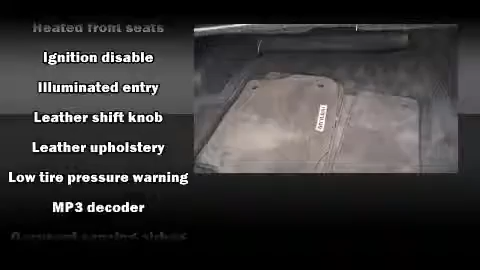 Heated front seats
Ignition disable
Illuminated entry
Leather shift knob
Leather upholstery
Low tire pressure warning
MP3 decoder